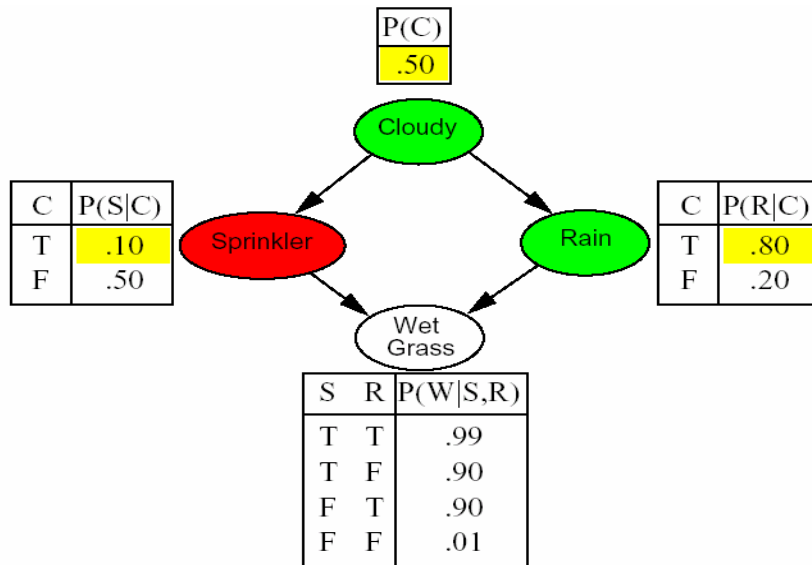 P(C)
.50
Cloudy
C P(S|C)
T .10
F .50
Sprinkler
Rain
C P(R|C)
T .80
F .20
Wet
Grass
S R P(W|S,R)
T T .99
T F .90
F T .90
F F .01